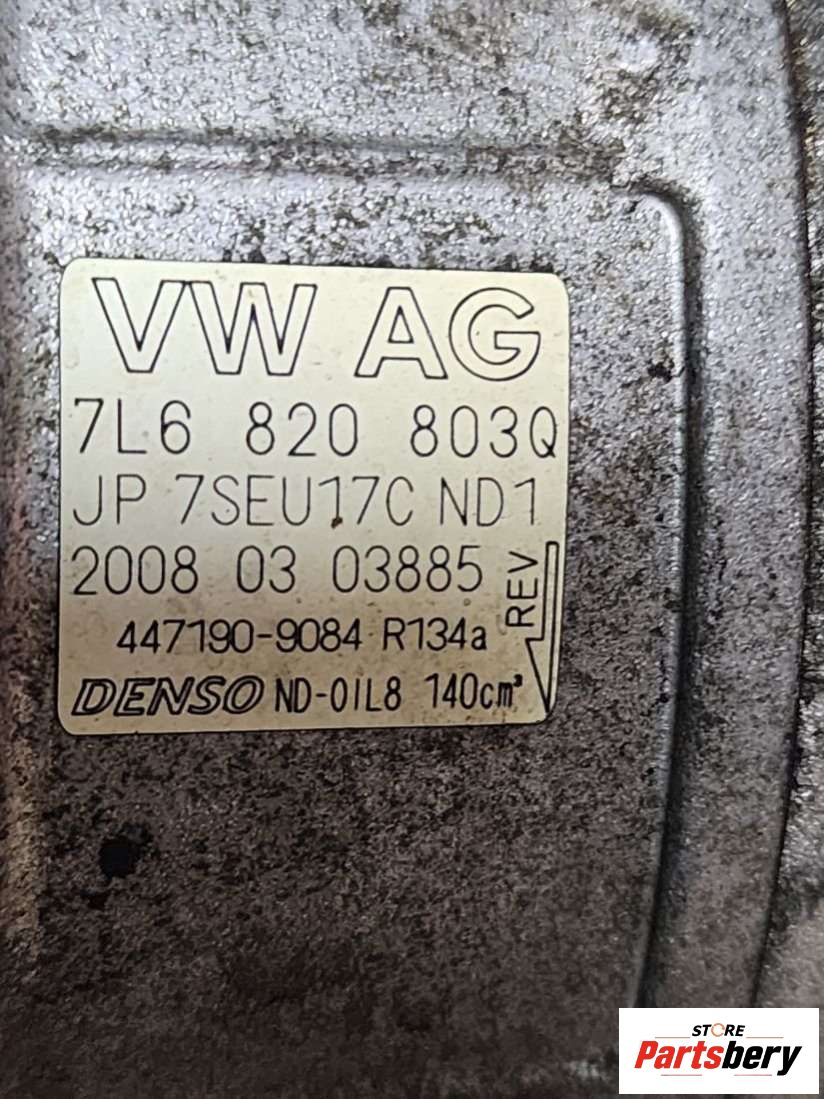 VW AG
7L6 820 803Q
JP 7SEU17C ND1
2008 03 03885
REV
447190-9084 R134a
DENSO ND-OIL8 140cm³
STORE
Partsbery